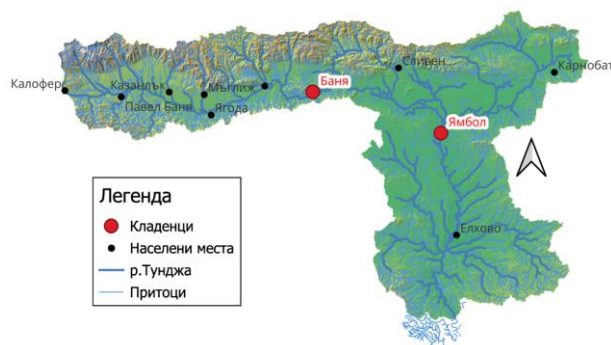 Сливен
Карнобат
Калофер
Казанлък
Мъглиж
Баня
Павел Баня
Ягода
Ямбол
Елхово
Легенда
Кладенци
Населени места
р.Тунджа
Притоци